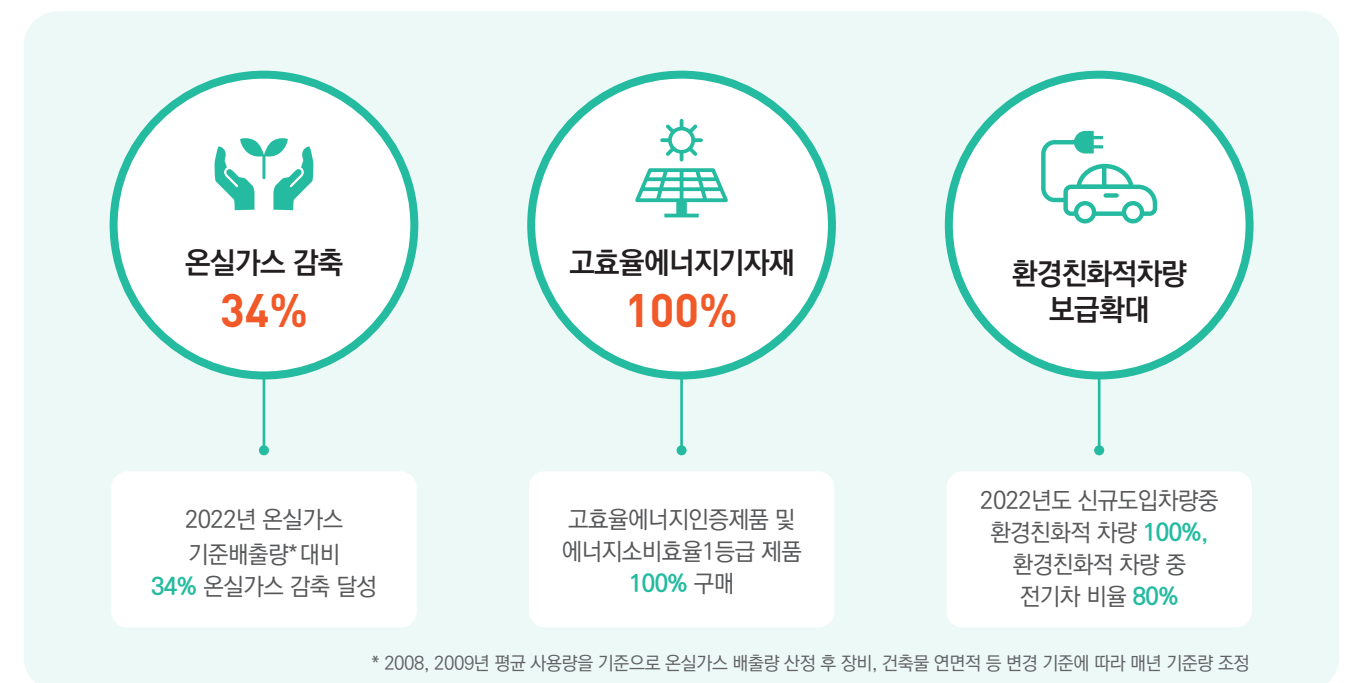 온실가스 감축
34%
고효율에너지기자재
100%
환경친화적차량
보급확대
2022년 온실가스
기준배출량* 대비
34% 온실가스 감축 달성
고효율에너지인증제품 및
에너지소비효율1등급 제품
100% 구매
2022년도 신규도입차량중
환경친화적 차량 100%,
환경친화적 차량 중
전기차 비율 80%
* 2008, 2009년 평균 사용량을 기준으로 온실가스 배출량 산정 후 장비, 건축물 연면적 등 변경 기준에 따라 매년 기준량 조정